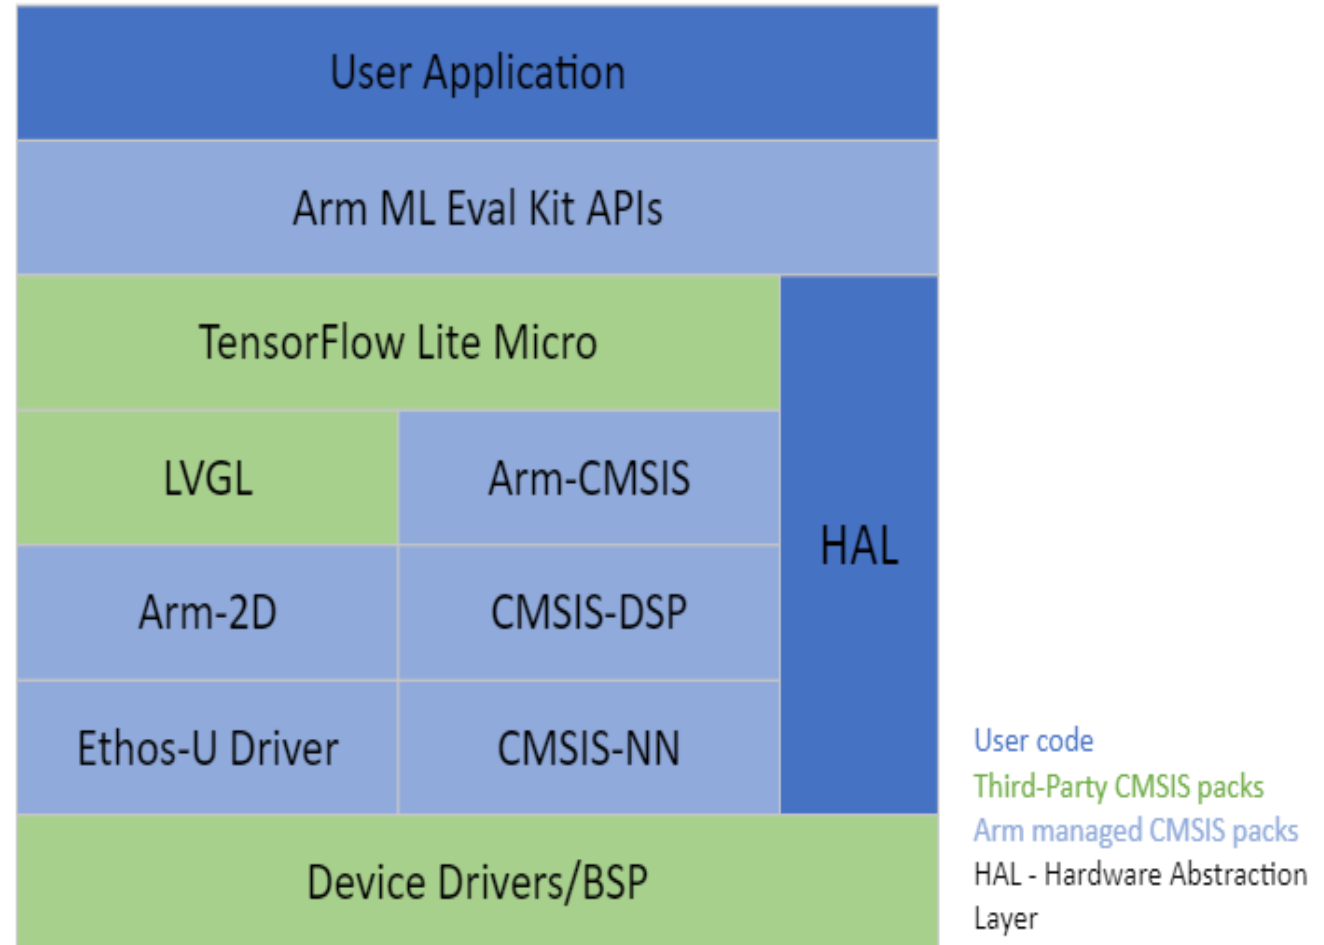 User Application
Arm ML Eval Kit APIs
TensorFlow Lite Micro
LVGL
Arm-CMSIS
HAL
Arm-2D
CMSIS-DSP
Ethos-U Driver
CMSIS-NN
Device Drivers/BSP
User code
Third-Party CMSIS packs
Arm managed CMSIS packs
HAL - Hardware Abstraction
Layer